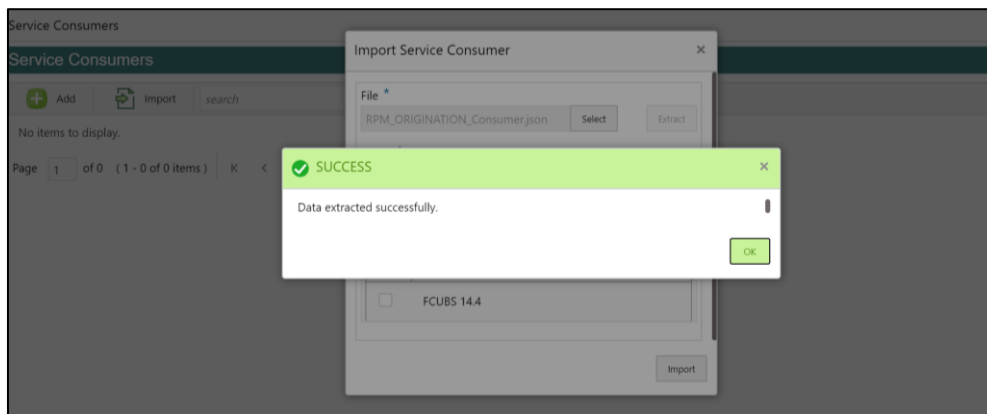 Service Consumers
Service Consumers
Add Import search
No items to display.
Page 1 of 0 ( 1 - 0 of 0 items ) K <
Import Service Consumer ×
File *
RPM_ORIGINATION_Consumer.json Select Extract
SUCCESS ×
Data extracted successfully.
OK
FCUBS 14.4
Import